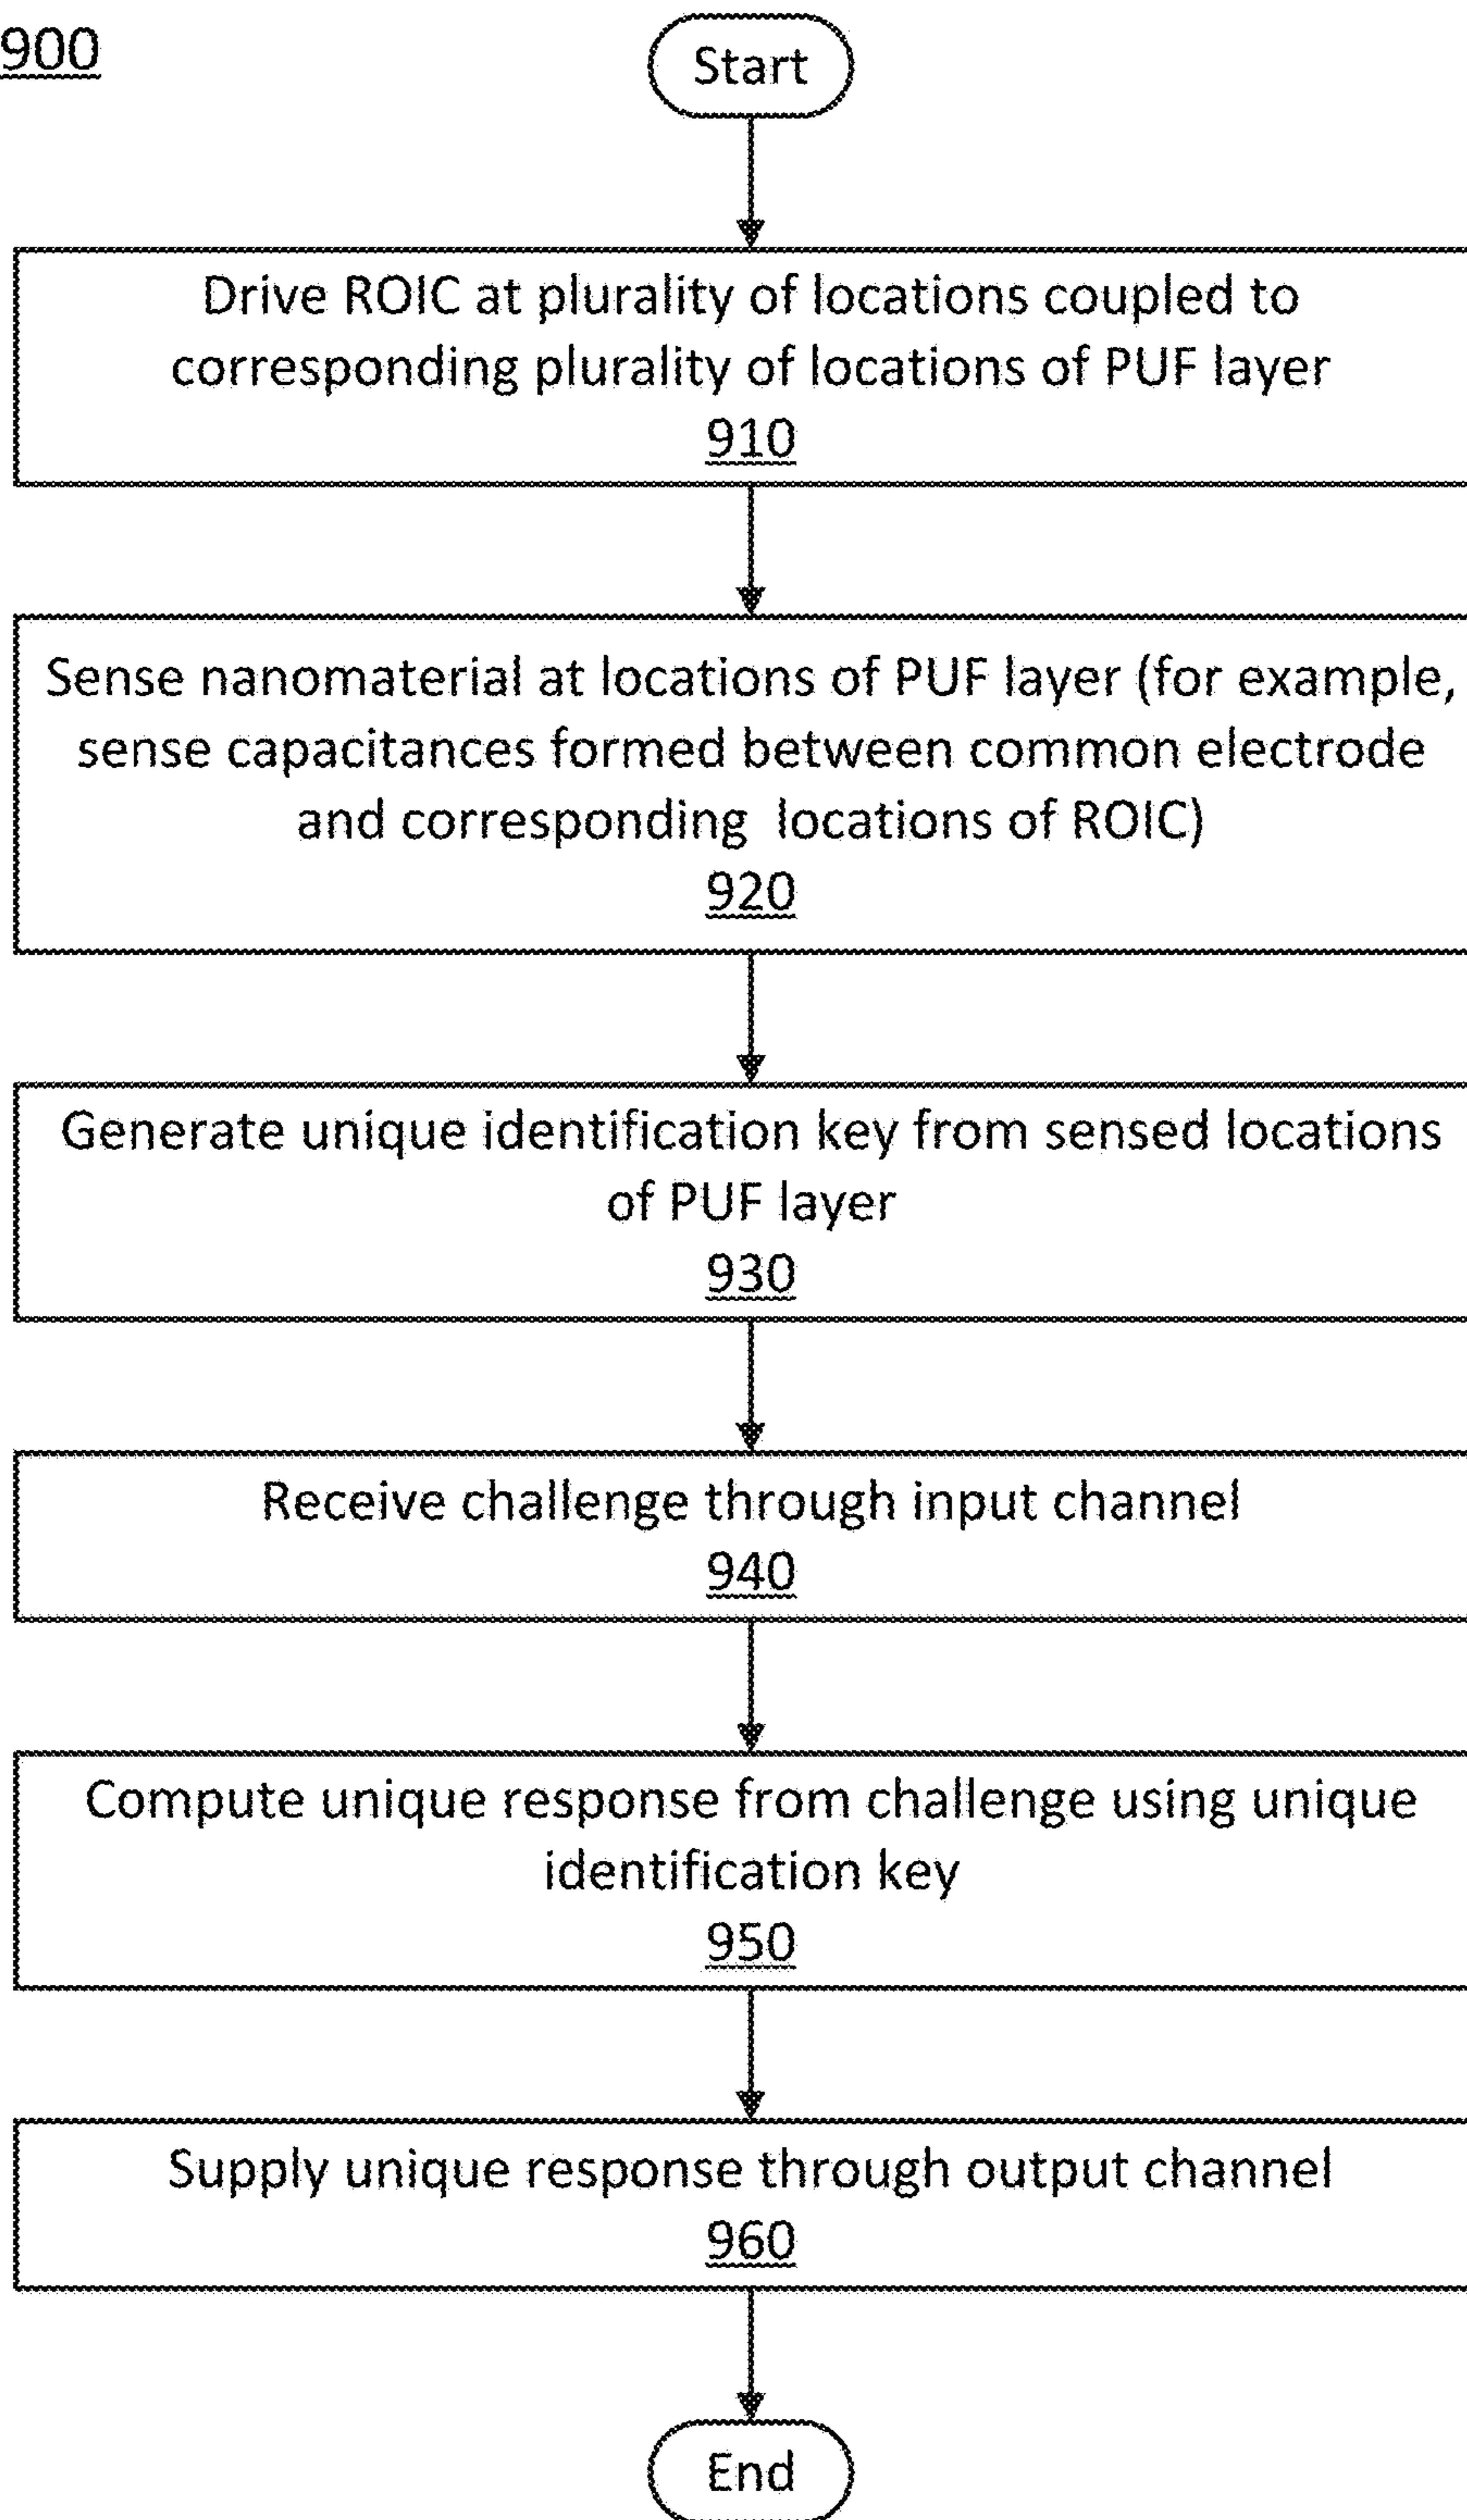 900
Start
Drive ROIC at plurality of locations coupled to
corresponding plurality of locations of PUF layer
910
Sense nanomaterial at locations of PUF layer (for example,
sense capacitances formed between common electrode
and corresponding locations of ROIC)
920
Generate unique identification key from sensed locations
of PUF layer
930
Receive challenge through input channel
940
Compute unique response from challenge using unique
identification key
950
Supply unique response through output channel
960
End